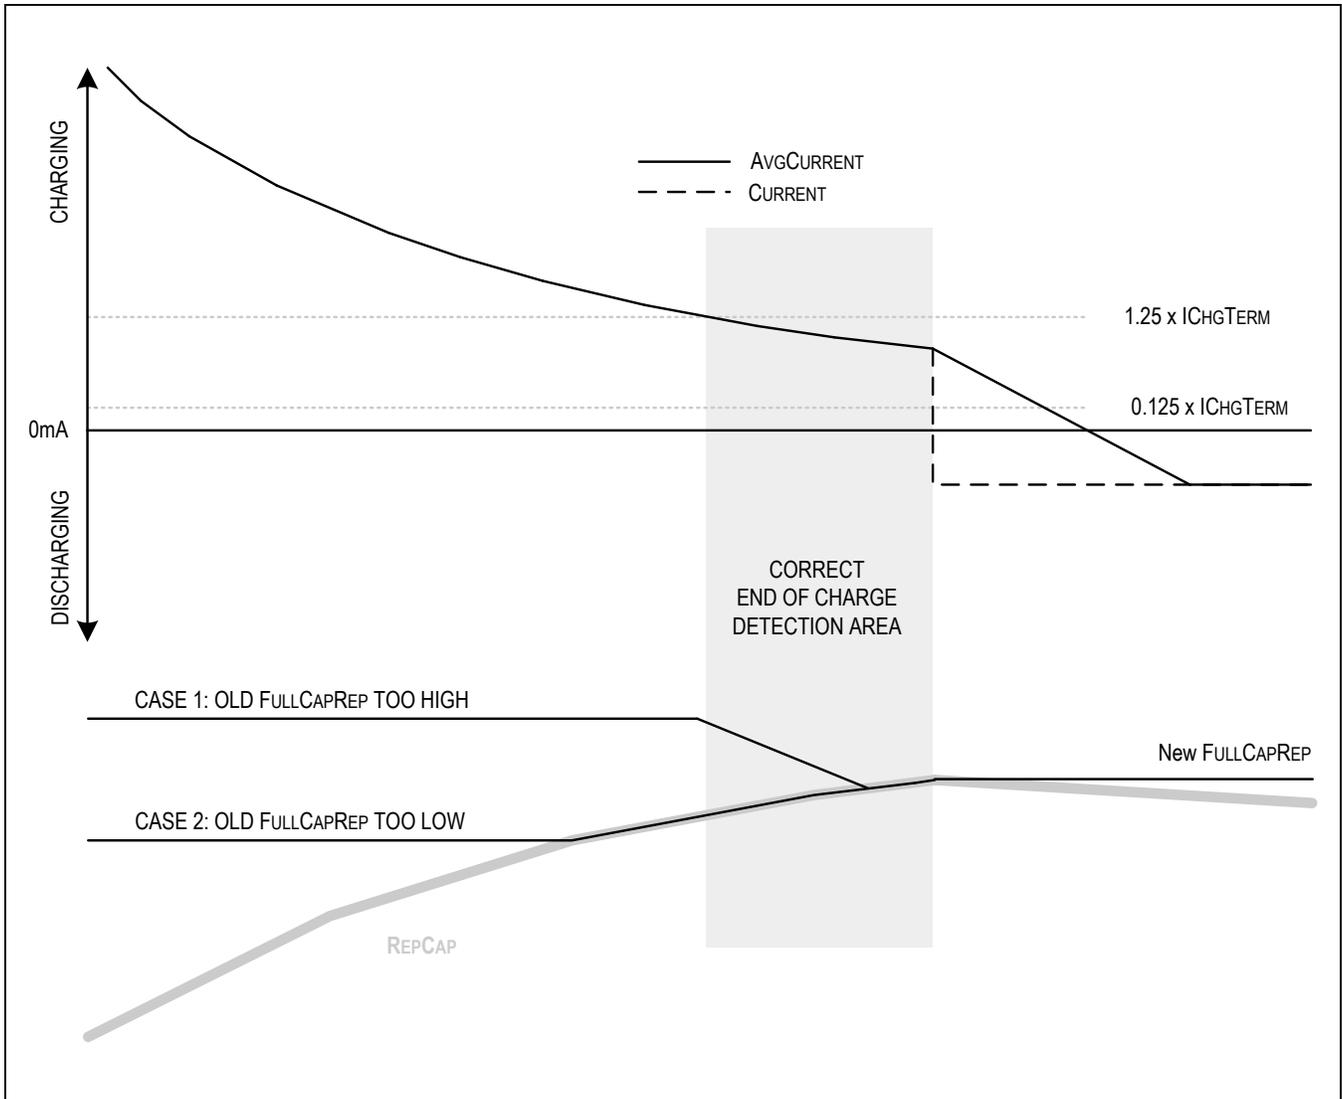 CHARGING
AVGCURRENT
CURRENT
1.25 x ICHGTERM
0.125 x ICHGTERM
0mA
DISCHARGING
CORRECT
END OF CHARGE
DETECTION AREA
CASE 1: OLD FULLCAPREP TOO HIGH
New FULLCAPREP
CASE 2: OLD FULLCAPREP TOO LOW
REPCAP